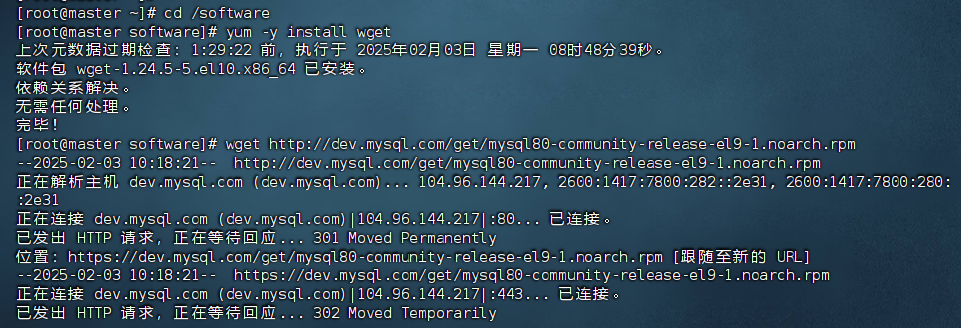 [root@master ~]# cd /software
[root@master software]# yum -y install wget
上次元数据过期检查：1:29:22 前，执行于 2025年02月03日 星期一 08时48分39秒。
软件包 wget-1.24.5-5.el10.x86_64 已安装。
依赖关系解决。
无需任何处理。
完毕！
[root@master software]# wget http://dev.mysql.com/get/mysql80-community-release-el9-1.noarch.rpm
--2025-02-03 10:18:21--  http://dev.mysql.com/get/mysql80-community-release-el9-1.noarch.rpm
正在解析主机 dev.mysql.com (dev.mysql.com)... 104.96.144.217, 2600:1417:7800:282::2e31, 2600:1417:7800:280:
:2e31
正在连接 dev.mysql.com (dev.mysql.com)|104.96.144.217|:80... 已连接。
已发出 HTTP 请求，正在等待回应... 301 Moved Permanently
位置：https://dev.mysql.com/get/mysql80-community-release-el9-1.noarch.rpm [跟随至新的 URL]
--2025-02-03 10:18:21--  https://dev.mysql.com/get/mysql80-community-release-el9-1.noarch.rpm
正在连接 dev.mysql.com (dev.mysql.com)|104.96.144.217|:443... 已连接。
已发出 HTTP 请求，正在等待回应... 302 Moved Temporarily